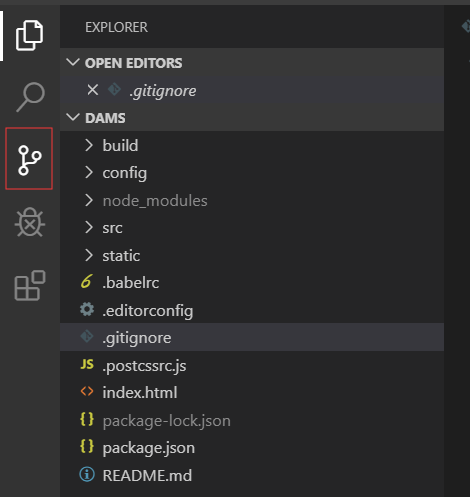 EXPLORER
OPEN EDITORS
.gitignore
DAMS
build
config
node_modules
src
static
.babelrc
.editorconfig
.gitignore
JS .postcssrc.js
index.html
package-lock.json
package.json
README.md